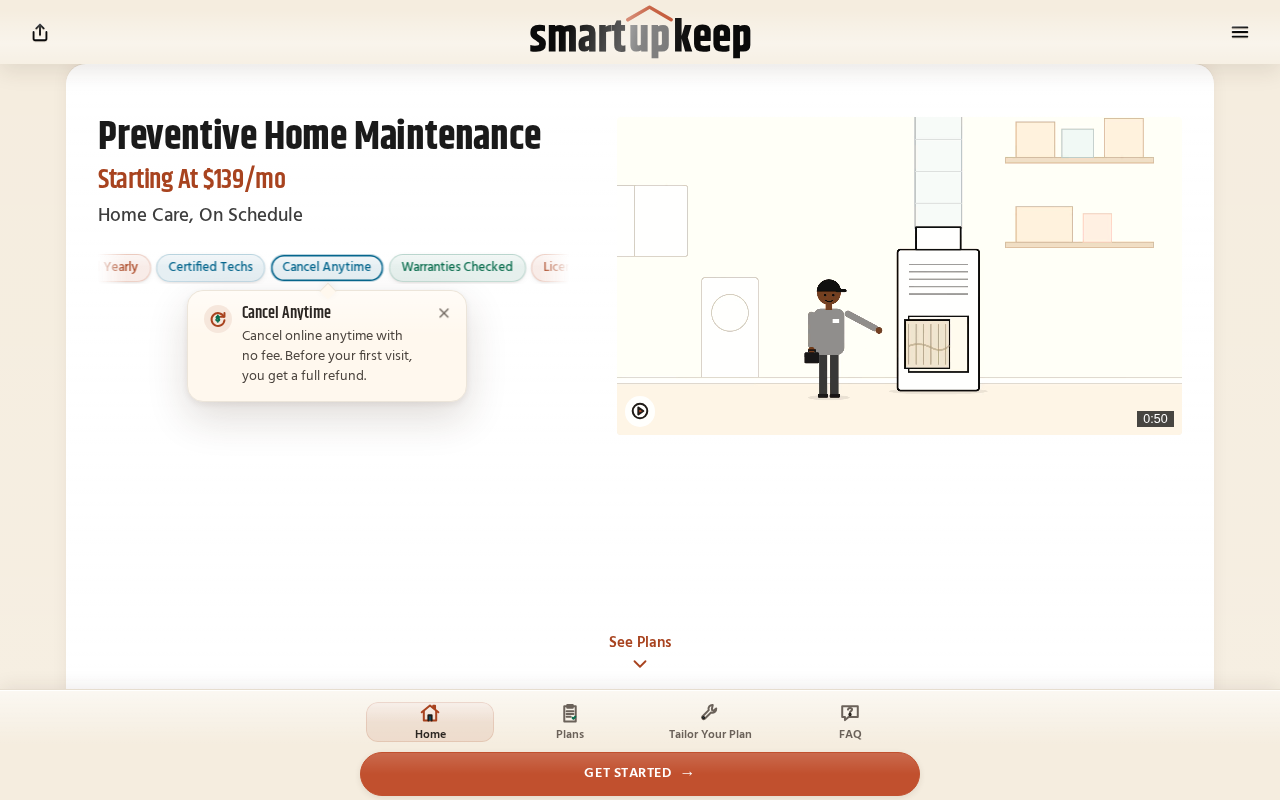 smartupkeep
Preventive Home Maintenance
Starting At $139/mo
Home Care, On Schedule
Yearly
Certified Techs
Cancel Anytime
Warranties Checked
Cancel Anytime
Cancel online anytime with
no fee. Before your first visit,
you get a full refund.
0:50
See Plans
Home
Plans
Tailor Your Plan
FAQ
GET STARTED →